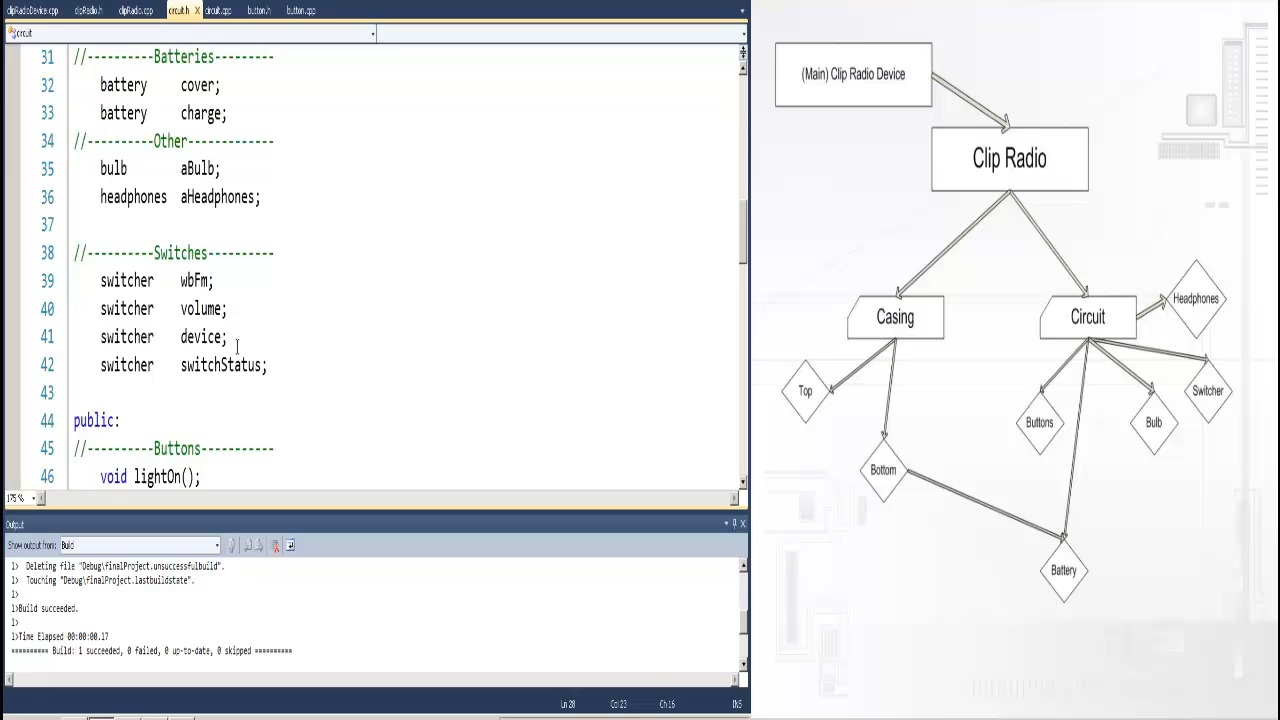 clipRadioDevice.cpp clipRadio.h clipRadio.cpp circuit.h X circuit.cpp button.h button.cpp
circuit
31 //----------Batteries---------
32 battery cover;
33 battery charge;
34 //----------Other-------------
35 bulb aBulb;
36 headphones aHeadphones;
37
38 //----------Switches----------
39 switcher wbFm;
40 switcher volume;
41 switcher device;
42 switcher switchStatus;
43
44 public:
45 //----------Buttons-----------
46 void lightOn();
175 %
Output
Show output from: Build
1> Deleting file "Debug\finalProject.unsuccessfulbuild".
1> Touching "Debug\finalProject.lastbuildstate".
1>
1>Build succeeded.
1>
1>Time Elapsed 00:00:00.17
========== Build: 1 succeeded, 0 failed, 0 up-to-date, 0 skipped ==========
Ln 28 Col 23 Ch 16 INS
(Main) Clip Radio Device
Clip Radio
Casing
Circuit
Headphones
Top
Bottom
Buttons
Bulb
Switcher
Battery